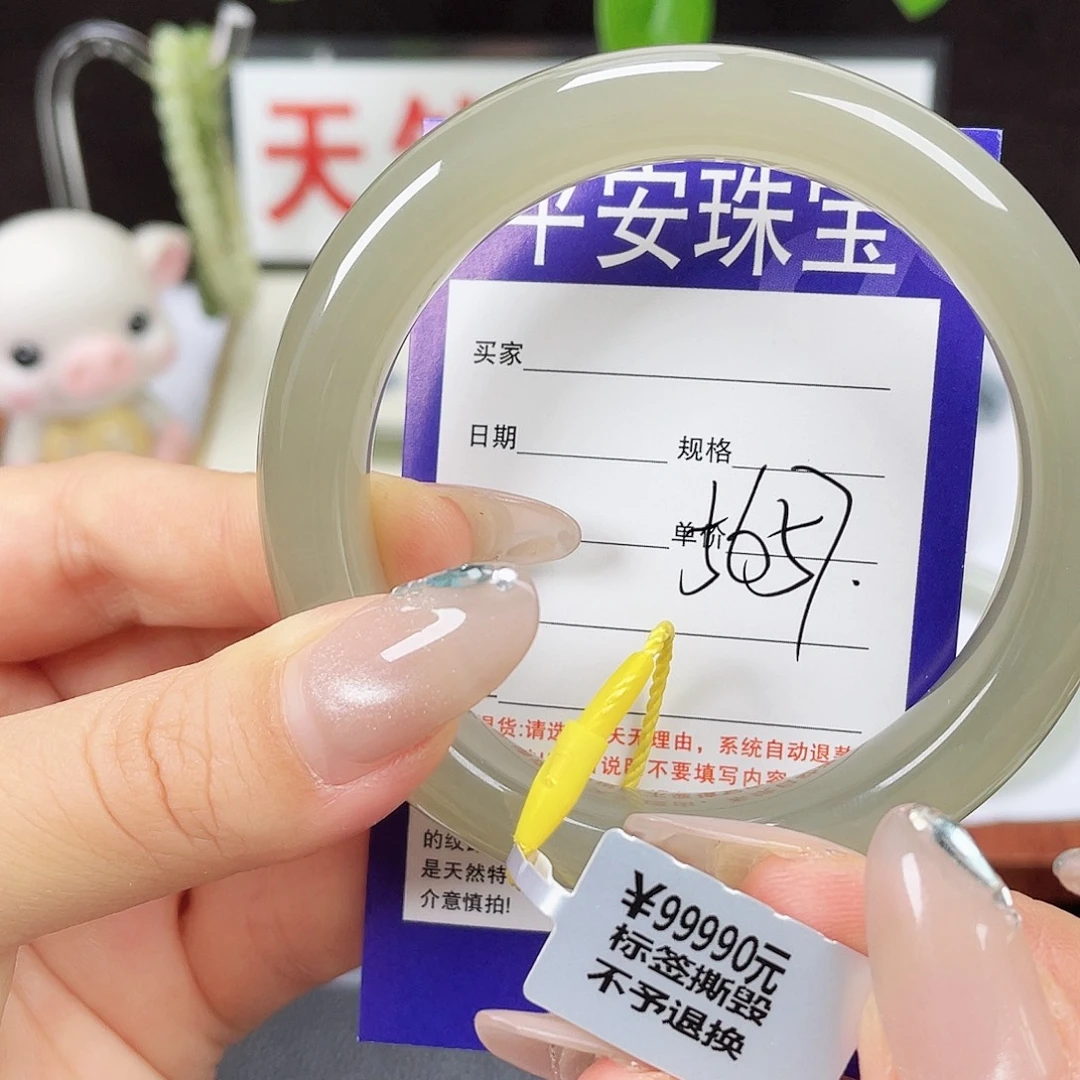 天
平安珠宝
买家
日期 规格
单价
565
退货:请选 天无理由，系统自动退款
说明不要填写内容
的纹
是天然特
介意慎拍!
￥99990元
标签撕毁
不予退换